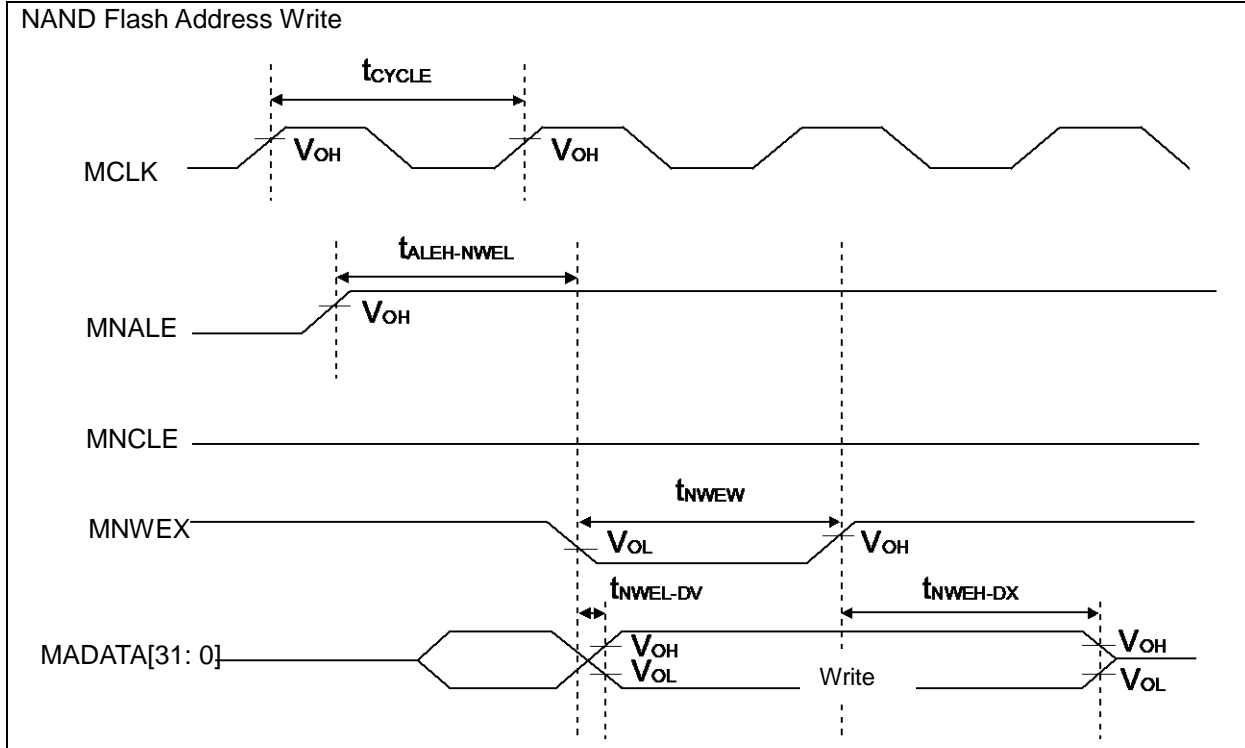 NAND Flash Address Write
tCYCLE
VOH VOH
MCLK
tALEH-NWEL
VOH
MNALE
MNCLE
tNWEW
MNWEX
VOL VOH
tNWEL-DV tNWEH-DX
VOH VOH
MADATA[31: 0]
VOL Write VOL